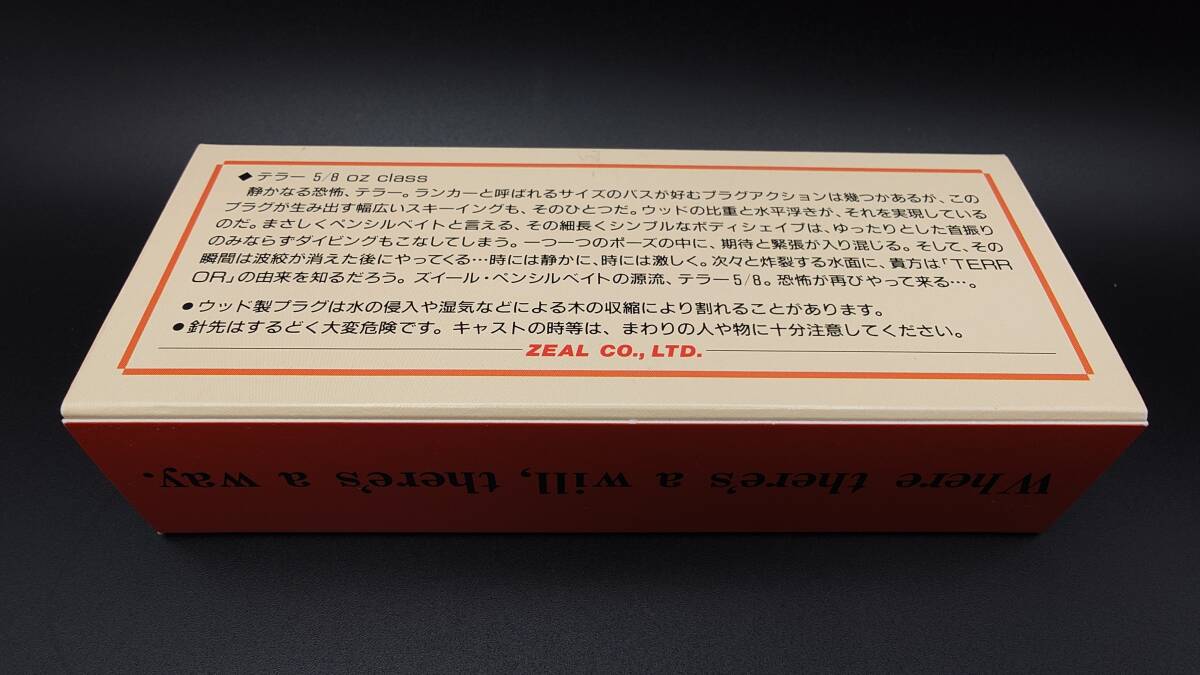 ◆テラー 5/8 oz class
静かなる恐怖、テラー。ランカーと呼ばれるサイズのバスが好むプラグアクションは幾つかあるが、この
プラグが生み出す幅広いスキーイングも、そのひとつだ。ウッドの比重と水平浮きが、それを実現している
のだ。まさしくペンシルベイトと言える、その細長くシンプルなボディシェイプは、ゆったりとした首振り
のみならずダイビングもこなしてしまう。一つ一つのポーズの中に、期待と緊張が入り混じる。そして、その
瞬間は波紋が消えた後にやってくる…時には静かに、時には激しく。次々と炸裂する水面に、貴方は「TERR
OR」の由来を知るだろう。ズイール・ペンシルベイトの源流、テラー5/8。恐怖が再びやって来る…。
●ウッド製プラグは水の侵入や湿気などによる木の収縮により割れることがあります。
●針先はするどく大変危険です。キャストの時等は、まわりの人や物に十分注意してください。
ZEAL CO., LTD.
Where there's a will, there's a way.